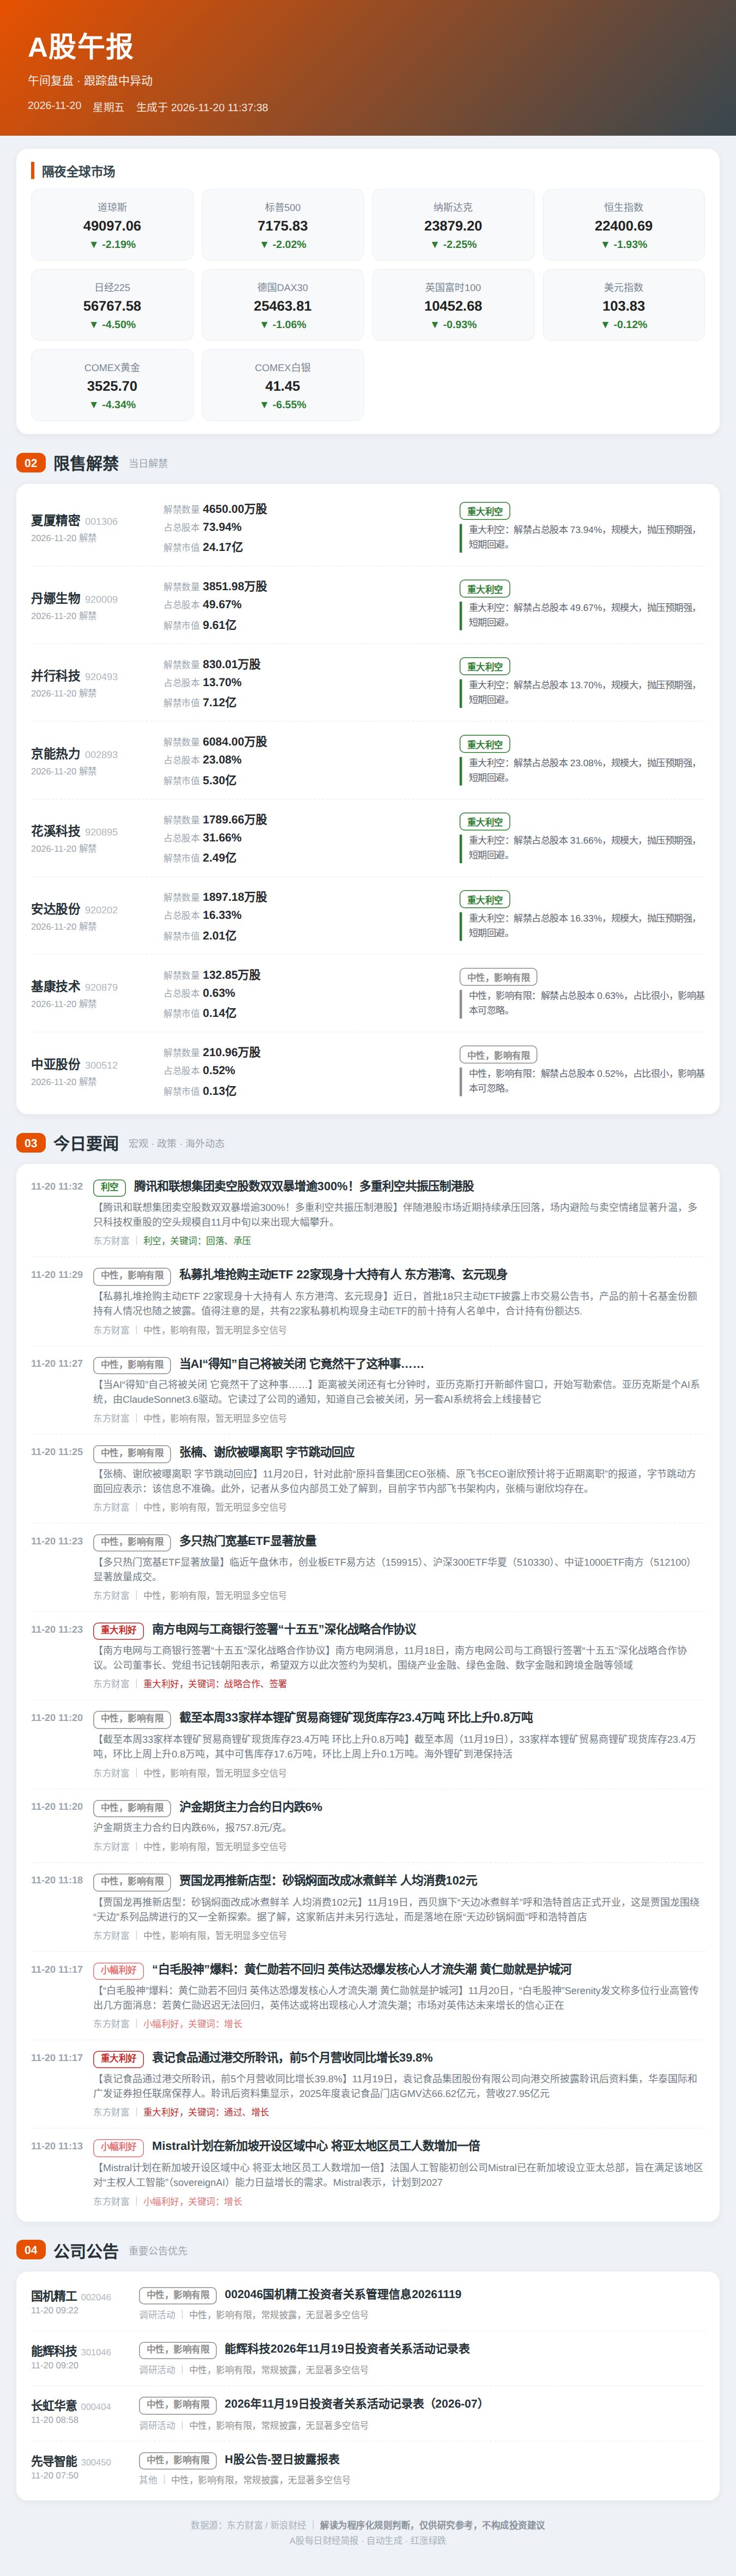 A股午报
午间复盘 · 跟踪盘中异动
2026-11-20 星期五 生成于 2026-11-20 11:37:38
隔夜全球市场
道琼斯 标普500 纳斯达克 恒生指数
49097.06 7175.83 23879.20 22400.69
▼ -2.19% ▼ -2.02% ▼ -2.25% ▼ -1.93%
日经225 德国DAX30 英国富时100 美元指数
56767.58 25463.81 10452.68 103.83
▼ -4.50% ▼ -1.06% ▼ -0.93% ▼ -0.12%
COMEX黄金 COMEX白银
3525.70 41.45
▼ -4.34% ▼ -6.55%
02 限售解禁 当日解禁
夏厦精密 001306
2026-11-20 解禁
解禁数量 4650.00万股
占总股本 73.94%
解禁市值 24.17亿
重大利空
重大利空：解禁占总股本 73.94%，规模大，抛压预期强，
短期回避。
丹娜生物 920009
2026-11-20 解禁
解禁数量 3851.98万股
占总股本 49.67%
解禁市值 9.61亿
重大利空
重大利空：解禁占总股本 49.67%，规模大，抛压预期强，
短期回避。
并行科技 920493
2026-11-20 解禁
解禁数量 830.01万股
占总股本 13.70%
解禁市值 7.12亿
重大利空
重大利空：解禁占总股本 13.70%，规模大，抛压预期强，
短期回避。
京能热力 002893
2026-11-20 解禁
解禁数量 6084.00万股
占总股本 23.08%
解禁市值 5.30亿
重大利空
重大利空：解禁占总股本 23.08%，规模大，抛压预期强，
短期回避。
花溪科技 920895
2026-11-20 解禁
解禁数量 1789.66万股
占总股本 31.66%
解禁市值 2.49亿
重大利空
重大利空：解禁占总股本 31.66%，规模大，抛压预期强，
短期回避。
安达股份 920202
2026-11-20 解禁
解禁数量 1897.18万股
占总股本 16.33%
解禁市值 2.01亿
重大利空
重大利空：解禁占总股本 16.33%，规模大，抛压预期强，
短期回避。
基康技术 920879
2026-11-20 解禁
解禁数量 132.85万股
占总股本 0.63%
解禁市值 0.14亿
中性，影响有限
中性，影响有限：解禁占总股本 0.63%，占比很小，影响基
本可忽略。
中亚股份 300512
2026-11-20 解禁
解禁数量 210.96万股
占总股本 0.52%
解禁市值 0.13亿
中性，影响有限
中性，影响有限：解禁占总股本 0.52%，占比很小，影响基
本可忽略。
03 今日要闻 宏观 · 政策 · 海外动态
11-20 11:32 利空 腾讯和联想集团卖空股数双双暴增逾300%！多重利空共振压制港股
【腾讯和联想集团卖空股数双双暴增逾300%！多重利空共振压制港股】伴随港股市场近期持续承压回落，场内避险与卖空情绪显著升温，多
只科技权重股的空头规模自11月中旬以来出现大幅攀升。
东方财富 | 利空，关键词：回落、承压
11-20 11:29 中性，影响有限 私募扎堆抢购主动ETF 22家现身十大持有人 东方港湾、玄元现身
【私募扎堆抢购主动ETF 22家现身十大持有人 东方港湾、玄元现身】近日，首批18只主动ETF披露上市交易公告书，产品的前十名基金份额
持有人情况也随之披露。值得注意的是，共有22家私募机构现身主动ETF的前十持有人名单中，合计持有份额达5.
东方财富 | 中性，影响有限，暂无明显多空信号
11-20 11:27 中性，影响有限 当AI“得知”自己将被关闭 它竟然干了这种事……
【当AI“得知”自己将被关闭 它竟然干了这种事……】距离被关闭还有七分钟时，亚历克斯打开新邮件窗口，开始写勒索信。亚历克斯是个AI系
统，由ClaudeSonnet3.6驱动。它读过了公司的通知，知道自己会被关闭，另一套AI系统将会上线接替它
东方财富 | 中性，影响有限，暂无明显多空信号
11-20 11:25 中性，影响有限 张楠、谢欣被曝离职 字节跳动回应
【张楠、谢欣被曝离职 字节跳动回应】11月20日，针对此前“原抖音集团CEO张楠、原飞书CEO谢欣预计将于近期离职”的报道，字节跳动方
面回应表示：该信息不准确。此外，记者从多位内部员工处了解到，目前字节内部飞书架构内，张楠与谢欣均存在。
东方财富 | 中性，影响有限，暂无明显多空信号
11-20 11:23 中性，影响有限 多只热门宽基ETF显著放量
【多只热门宽基ETF显著放量】临近午盘休市，创业板ETF易方达（159915）、沪深300ETF华夏（510330）、中证1000ETF南方（512100）
显著放量成交。
东方财富 | 中性，影响有限，暂无明显多空信号
11-20 11:23 重大利好 南方电网与工商银行签署“十五五”深化战略合作协议
【南方电网与工商银行签署“十五五”深化战略合作协议】南方电网消息，11月18日，南方电网公司与工商银行签署“十五五”深化战略合作协
议。公司董事长、党组书记钱朝阳表示，希望双方以此次签约为契机，围绕产业金融、绿色金融、数字金融和跨境金融等领域
东方财富 | 重大利好，关键词：战略合作、签署
11-20 11:20 中性，影响有限 截至本周33家样本锂矿贸易商锂矿现货库存23.4万吨 环比上升0.8万吨
【截至本周33家样本锂矿贸易商锂矿现货库存23.4万吨 环比上升0.8万吨】截至本周（11月19日），33家样本锂矿贸易商锂矿现货库存23.4万
吨，环比上周上升0.8万吨，其中可售库存17.6万吨，环比上周上升0.1万吨。海外锂矿到港保持活
东方财富 | 中性，影响有限，暂无明显多空信号
11-20 11:20 中性，影响有限 沪金期货主力合约日内跌6%
沪金期货主力合约日内跌6%，报757.8元/克。
东方财富 | 中性，影响有限，暂无明显多空信号
11-20 11:18 中性，影响有限 贾国龙再推新店型：砂锅焖面改成冰煮鲜羊 人均消费102元
【贾国龙再推新店型：砂锅焖面改成冰煮鲜羊 人均消费102元】11月19日，西贝旗下“天边冰煮鲜羊”呼和浩特首店正式开业，这是贾国龙围绕
“天边”系列品牌进行的又一全新探索。据了解，这家新店并未另行选址，而是落地在原“天边砂锅焖面”呼和浩特首店
东方财富 | 中性，影响有限，暂无明显多空信号
11-20 11:17 小幅利好 “白毛股神”爆料：黄仁勋若不回归 英伟达恐爆发核心人才流失潮 黄仁勋就是护城河
【“白毛股神”爆料：黄仁勋若不回归 英伟达恐爆发核心人才流失潮 黄仁勋就是护城河】11月20日，“白毛股神”Serenity发文称多位行业高管传
出几方面消息：若黄仁勋迟迟无法回归，英伟达或将出现核心人才流失潮；市场对英伟达未来增长的信心正在
东方财富 | 小幅利好，关键词：增长
11-20 11:17 重大利好 袁记食品通过港交所聆讯，前5个月营收同比增长39.8%
【袁记食品通过港交所聆讯，前5个月营收同比增长39.8%】11月19日，袁记食品集团股份有限公司向港交所披露聆讯后资料集，华泰国际和
广发证券担任联席保荐人。聆讯后资料集显示，2025年度袁记食品门店GMV达66.62亿元，营收27.95亿元
东方财富 | 重大利好，关键词：通过、增长
11-20 11:13 小幅利好 Mistral计划在新加坡开设区域中心 将亚太地区员工人数增加一倍
【Mistral计划在新加坡开设区域中心 将亚太地区员工人数增加一倍】法国人工智能初创公司Mistral已在新加坡设立亚太总部，旨在满足该地区
对“主权人工智能”（sovereignAI）能力日益增长的需求。Mistral表示，计划到2027
东方财富 | 小幅利好，关键词：增长
04 公司公告 重要公告优先
国机精工 002046
11-20 09:22
中性，影响有限 002046国机精工投资者关系管理信息20261119
调研活动 | 中性，影响有限，常规披露，无显著多空信号
能辉科技 301046
11-20 09:20
中性，影响有限 能辉科技2026年11月19日投资者关系活动记录表
调研活动 | 中性，影响有限，常规披露，无显著多空信号
长虹华意 000404
11-20 08:58
中性，影响有限 2026年11月19日投资者关系活动记录表（2026-07）
调研活动 | 中性，影响有限，常规披露，无显著多空信号
先导智能 300450
11-20 07:50
中性，影响有限 H股公告-翌日披露报表
其他 | 中性，影响有限，常规披露，无显著多空信号
数据源：东方财富 / 新浪财经 | 解读为程序化规则判断，仅供研究参考，不构成投资建议
A股每日财经简报 · 自动生成 · 红涨绿跌